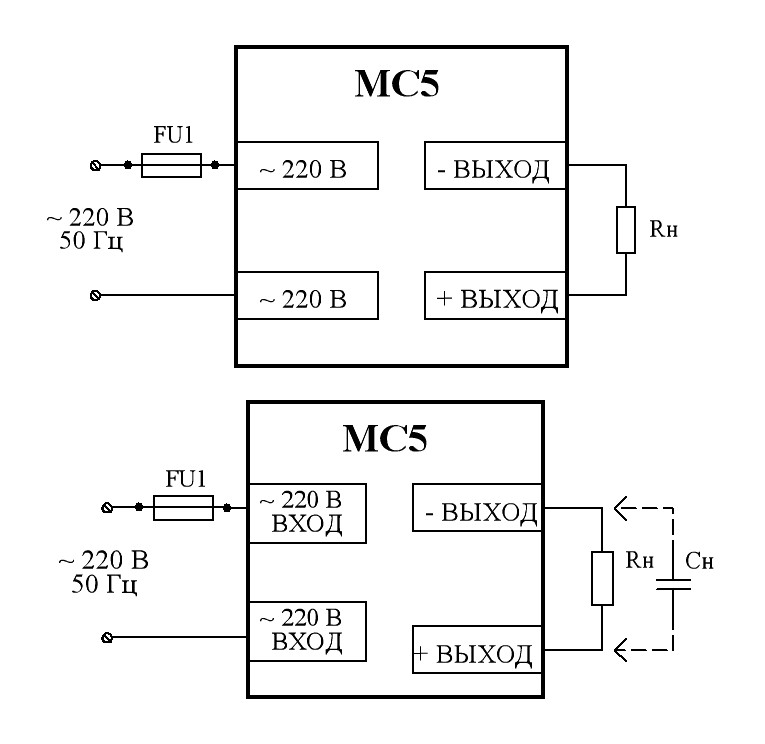 МС5
FU1
~ 220 В
- ВЫХОД
~ 220 В
50 Гц
Rн
~ 220 В
+ ВЫХОД
МС5
FU1
~ 220 В
ВХОД
- ВЫХОД
~ 220 В
50 Гц
Rн
Сн
~ 220 В
ВХОД
+ ВЫХОД